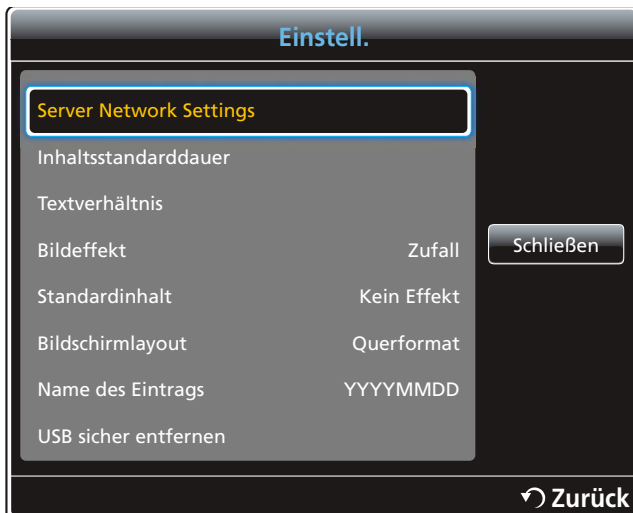 Einstell.
Server Network Settings
Inhaltsstandarddauer
Textverhältnis
Bildeffekt Zufall
Standardinhalt Kein Effekt
Bildschirmlayout Querformat
Name des Eintrags YYYYMMDD
USB sicher entfernen
Schließen
Zurück